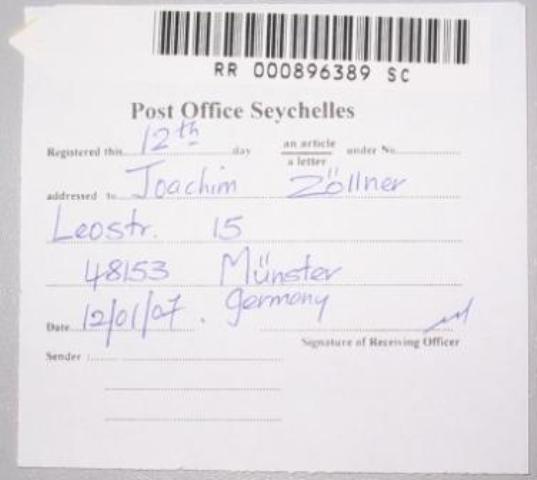 RR 000896389 SC
Post Office Seychelles
Registered this 12th day an article a letter under No.
addressed to Joachim Zöllner
Leostr. 15
48153 Münster
Germany
Date 12/01/07.
Signature of Receiving Officer
Sender :